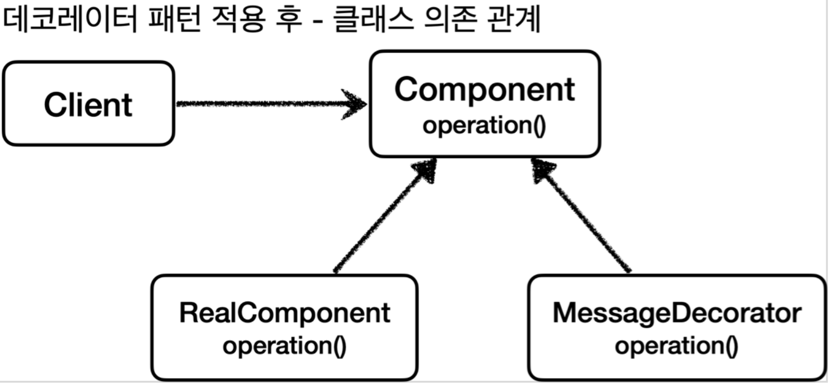 데코레이터 패턴 적용 후 - 클래스 의존 관계
Client
Component
operation()
RealComponent
operation()
MessageDecorator
operation()